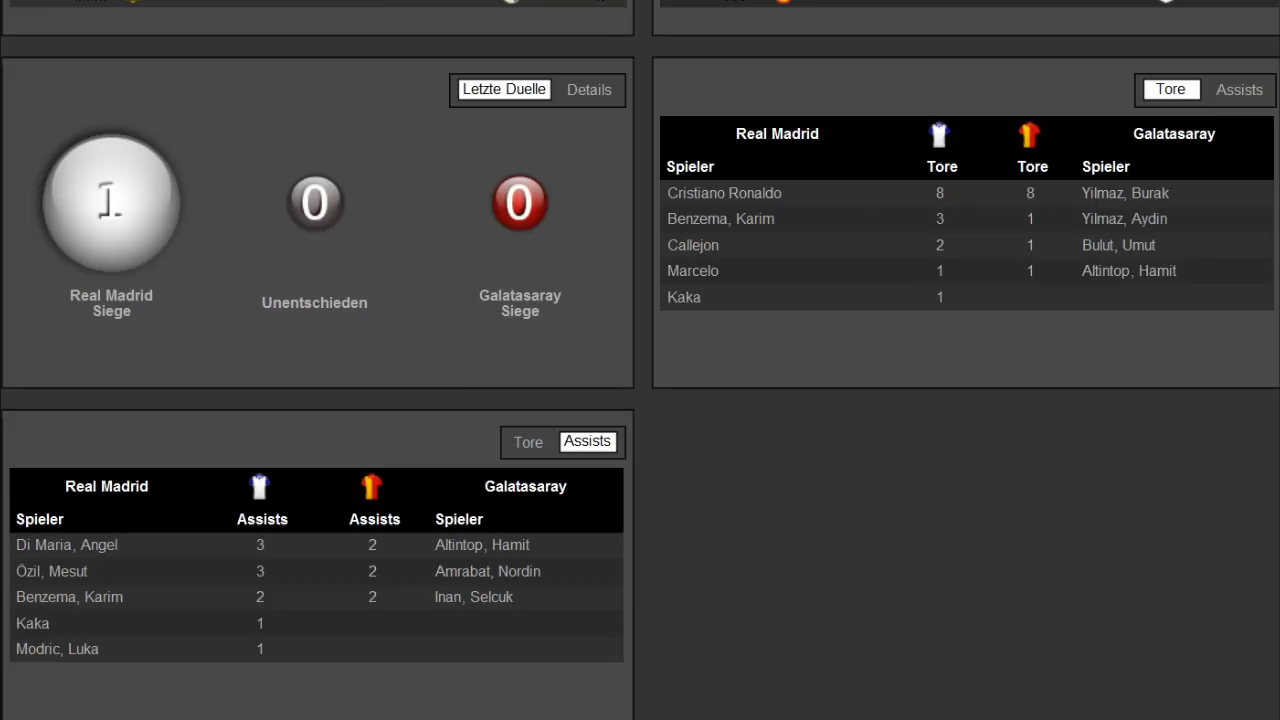 Letzte Duelle Details
1 0 0
Real Madrid
Siege
Unentschieden
Galatasaray
Siege
Tore Assists
Real Madrid Galatasaray
Spieler Tore Tore Spieler
Cristiano Ronaldo 8 8 Yilmaz, Burak
Benzema, Karim 3 1 Yilmaz, Aydin
Callejon 2 1 Bulut, Umut
Marcelo 1 1 Altintop, Hamit
Kaka 1
Tore Assists
Real Madrid Galatasaray
Spieler Assists Assists Spieler
Di Maria, Angel 3 2 Altintop, Hamit
Özil, Mesut 3 2 Amrabat, Nordin
Benzema, Karim 2 2 Inan, Selcuk
Kaka 1
Modric, Luka 1